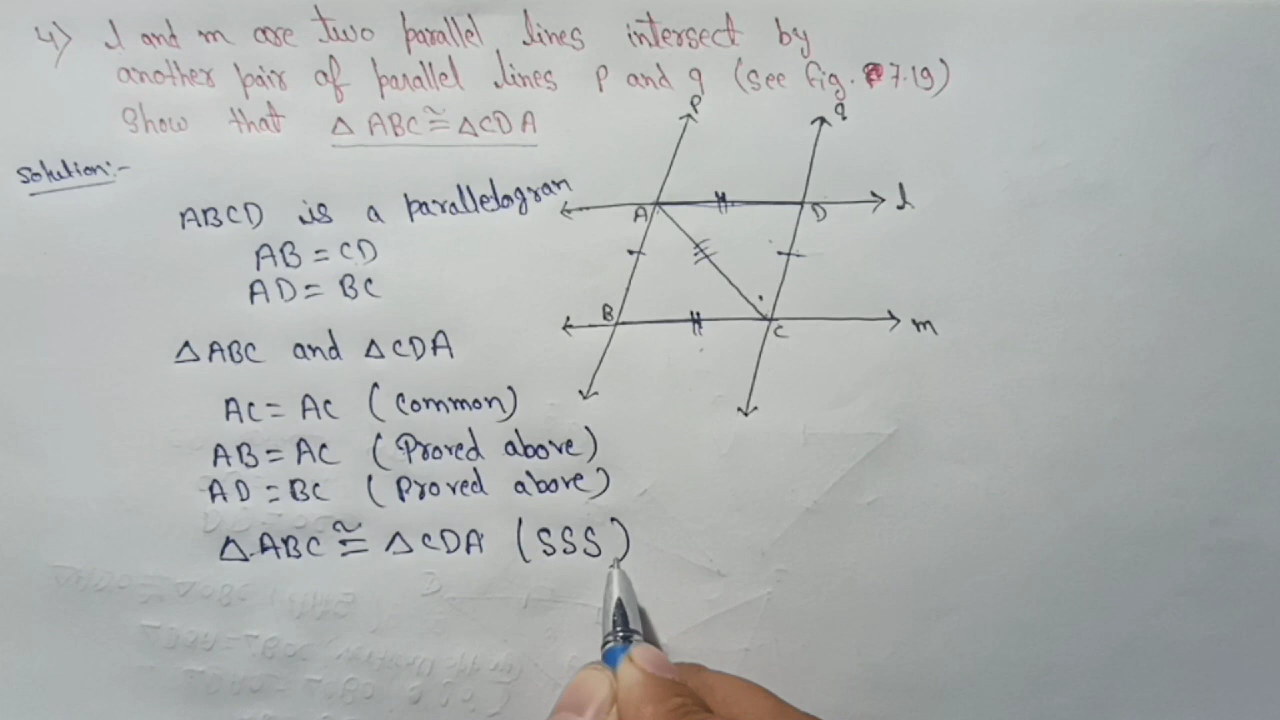 4) l and m are two parallel lines intersect by
another pair of parallel lines P and q (see fig. 7.19)
Show that △ ABC ≅ △CDA
Solution:-
ABCD is a parallelogran
AB = CD
AD = BC
△ABC and △CDA
AC = AC (Common)
AB = AC (Proved above)
AD = BC (Proved above)
△ABC ≅ △CDA (SSS)
P q
A D l
B C m